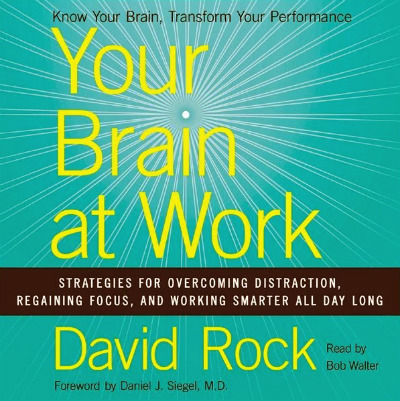 Know Your Brain, Transform Your Performance
Your
Brain
at Work
STRATEGIES FOR OVERCOMING DISTRACTION,
REGAINING FOCUS, AND WORKING SMARTER ALL DAY LONG
David Rock
Read by
Bob Walter
Foreword by Daniel J. Siegel, M.D.